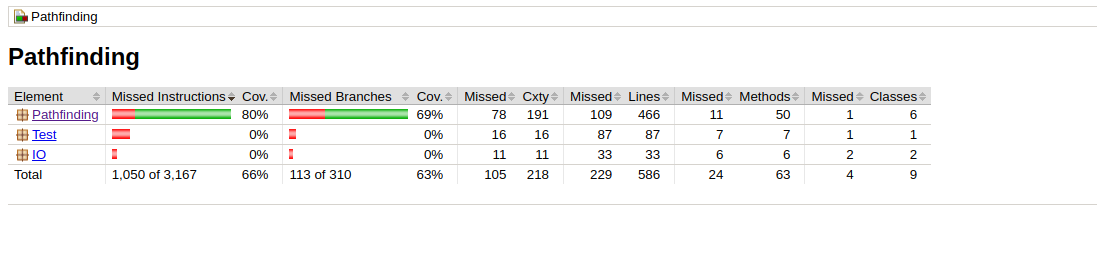 Pathfinding
Pathfinding
Element Missed Instructions Cov. Missed Branches Cov. Missed Cxty Missed Lines Missed Methods Missed Classes
Pathfinding 80% 69% 78 191 109 466 11 50 1 6
Test 0% 0% 16 16 87 87 7 7 1 1
IO 0% 0% 11 11 33 33 6 6 2 2
Total 1,050 of 3,167 66% 113 of 310 63% 105 218 229 586 24 63 4 9